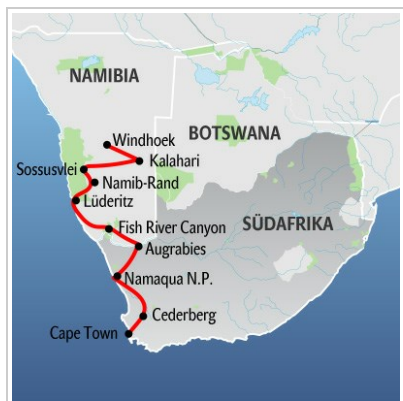 NAMIBIA
Windhoek
BOTSWANA
Kalahari
Sossusvlei
Namib-Rand
Lüderitz
SÜDAFRIKA
Fish River Canyon
Augrabies
Namaqua N.P.
Cederberg
Cape Town